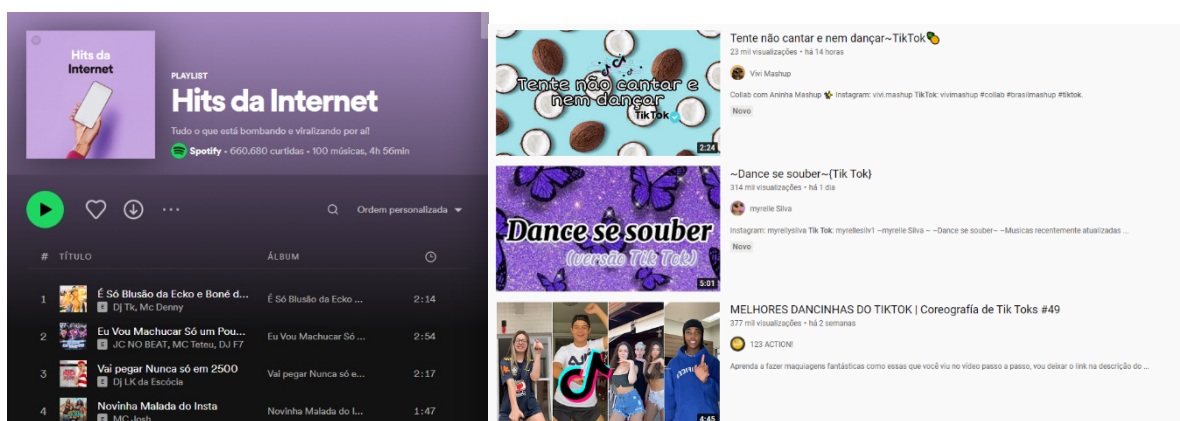 Hits da
Internet
PLAYLIST
Hits da Internet
Tudo o que está bombando e viralizando por aí!
Spotify • 660.680 curtidas • 100 músicas, 4h 56min
Ordem personalizada
# TÍTULO ÁLBUM
1 É Só Blusão da Ecko e Boné d... É Só Blusão da Ecko ... 2:14
E Dj Tk, Mc Denny
2 Eu Vou Machucar Só um Pou... Eu Vou Machucar Só ... 2:54
E JC NO BEAT, MC Teteu, DJ F7
3 Vai pegar Nunca só em 2500 Vai pegar Nunca só e... 2:17
E Dj LK da Escócia
4 Novinha Malada do Insta Novinha Malada do I... 1:47
E MC Josh
Tente não cantar e
nem dançar
TikTok
2:24
Tente não cantar e nem dançar~TikTok
23 mil visualizações • há 14 horas
Vivi Mashup
Collab com Aninha Mashup Instagram: vivi.mashup TikTok: vivimashup #collab #brasilmashup #tiktok.
Novo
Dance se souber
(versão Tik Tok)
5:01
~Dance se souber~{Tik Tok}
314 mil visualizações • há 1 dia
myrelle Silva
Instagram: myrellysilva Tik Tok: myrellesilv1 ~myrelle Silva ~ ~Dance se souber~ ~Musicas recentemente atualizadas ...
Novo
4:45
MELHORES DANCINHAS DO TIKTOK | Coreografía de Tik Toks #49
377 mil visualizações • há 2 semanas
123 ACTION!
Aprenda a fazer maquiagens fantásticas como essas que você viu no vídeo passo a passo, vou deixar o link na descrição do ...